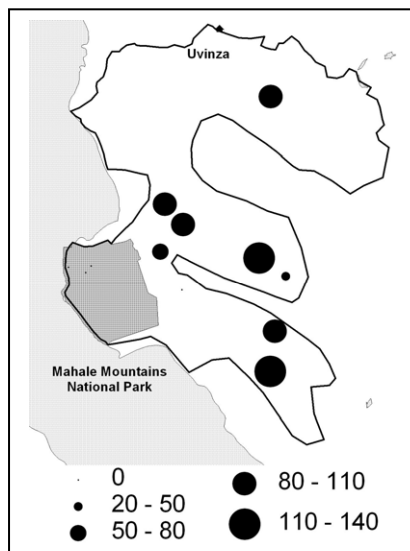 Uvinza
Mahale Mountains
National Park
0
20 - 50
50 - 80
80 - 110
110 - 140